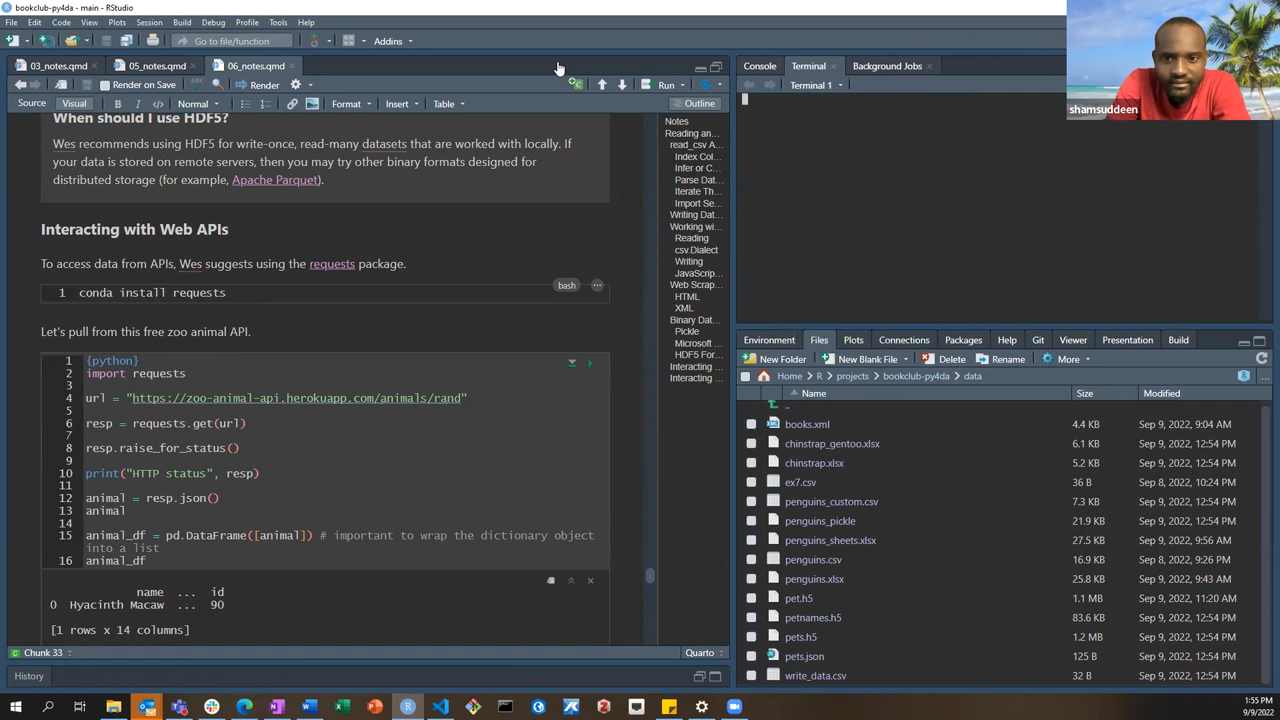 bookclub-py4da - main - RStudio
File Edit Code View Plots Session Build Debug Profile Tools Help
Go to file/function Addins
03_notes.qmd 05_notes.qmd 06_notes.qmd
Render on Save Render Run
Source Visual B I </> Normal Format Insert Table Outline
When should I use HDF5?
Wes recommends using HDF5 for write-once, read-many datasets that are worked with locally. If
your data is stored on remote servers, then you may try other binary formats designed for
distributed storage (for example, Apache Parquet).
Interacting with Web APIs
To access data from APIs, Wes suggests using the requests package.
bash
1 conda install requests
Let's pull from this free zoo animal API.
1 {python}
2 import requests
3
4 url = "https://zoo-animal-api.herokuapp.com/animals/rand"
5
6 resp = requests.get(url)
7
8 resp.raise_for_status()
9
10 print("HTTP status", resp)
11
12 animal = resp.json()
13 animal
14
15 animal_df = pd.DataFrame([animal]) # important to wrap the dictionary object
into a list
16 animal_df
name ... id
0 Hyacinth Macaw ... 90
[1 rows x 14 columns]
Chunk 33 Quarto
History
Notes
Reading an...
read_csv A...
Index Col...
Infer or C...
Parse Dat...
Iterate Th...
Import Se...
Writing Dat...
Working wi...
Reading
csv.Dialect
Writing
JavaScrip...
Web Scrap...
HTML
XML
Binary Dat...
Pickle
Microsoft ...
HDF5 For...
Interacting ...
Interacting ...
Console Terminal Background Jobs
Terminal 1
shamsuddeen
Environment Files Plots Connections Packages Help Git Viewer Presentation Build
New Folder New Blank File Delete Rename More
Home R projects bookclub-py4da data
Name Size Modified
..
books.xml 4.4 KB Sep 9, 2022, 9:04 AM
chinstrap_gentoo.xlsx 6.1 KB Sep 9, 2022, 12:54 PM
chinstrap.xlsx 5.2 KB Sep 9, 2022, 12:54 PM
ex7.csv 36 B Sep 8, 2022, 10:24 PM
penguins_custom.csv 7.3 KB Sep 9, 2022, 12:54 PM
penguins_pickle 21.9 KB Sep 9, 2022, 12:54 PM
penguins_sheets.xlsx 27.5 KB Sep 9, 2022, 9:56 AM
penguins.csv 16.9 KB Sep 8, 2022, 9:26 PM
penguins.xlsx 25.8 KB Sep 9, 2022, 9:43 AM
pet.h5 1.1 MB Sep 9, 2022, 11:20 AM
petnames.h5 83.6 KB Sep 9, 2022, 12:54 PM
pets.h5 1.2 MB Sep 9, 2022, 12:54 PM
pets.json 125 B Sep 9, 2022, 12:54 PM
write_data.csv 32 B Sep 9, 2022, 12:54 PM
1:55 PM
9/9/2022